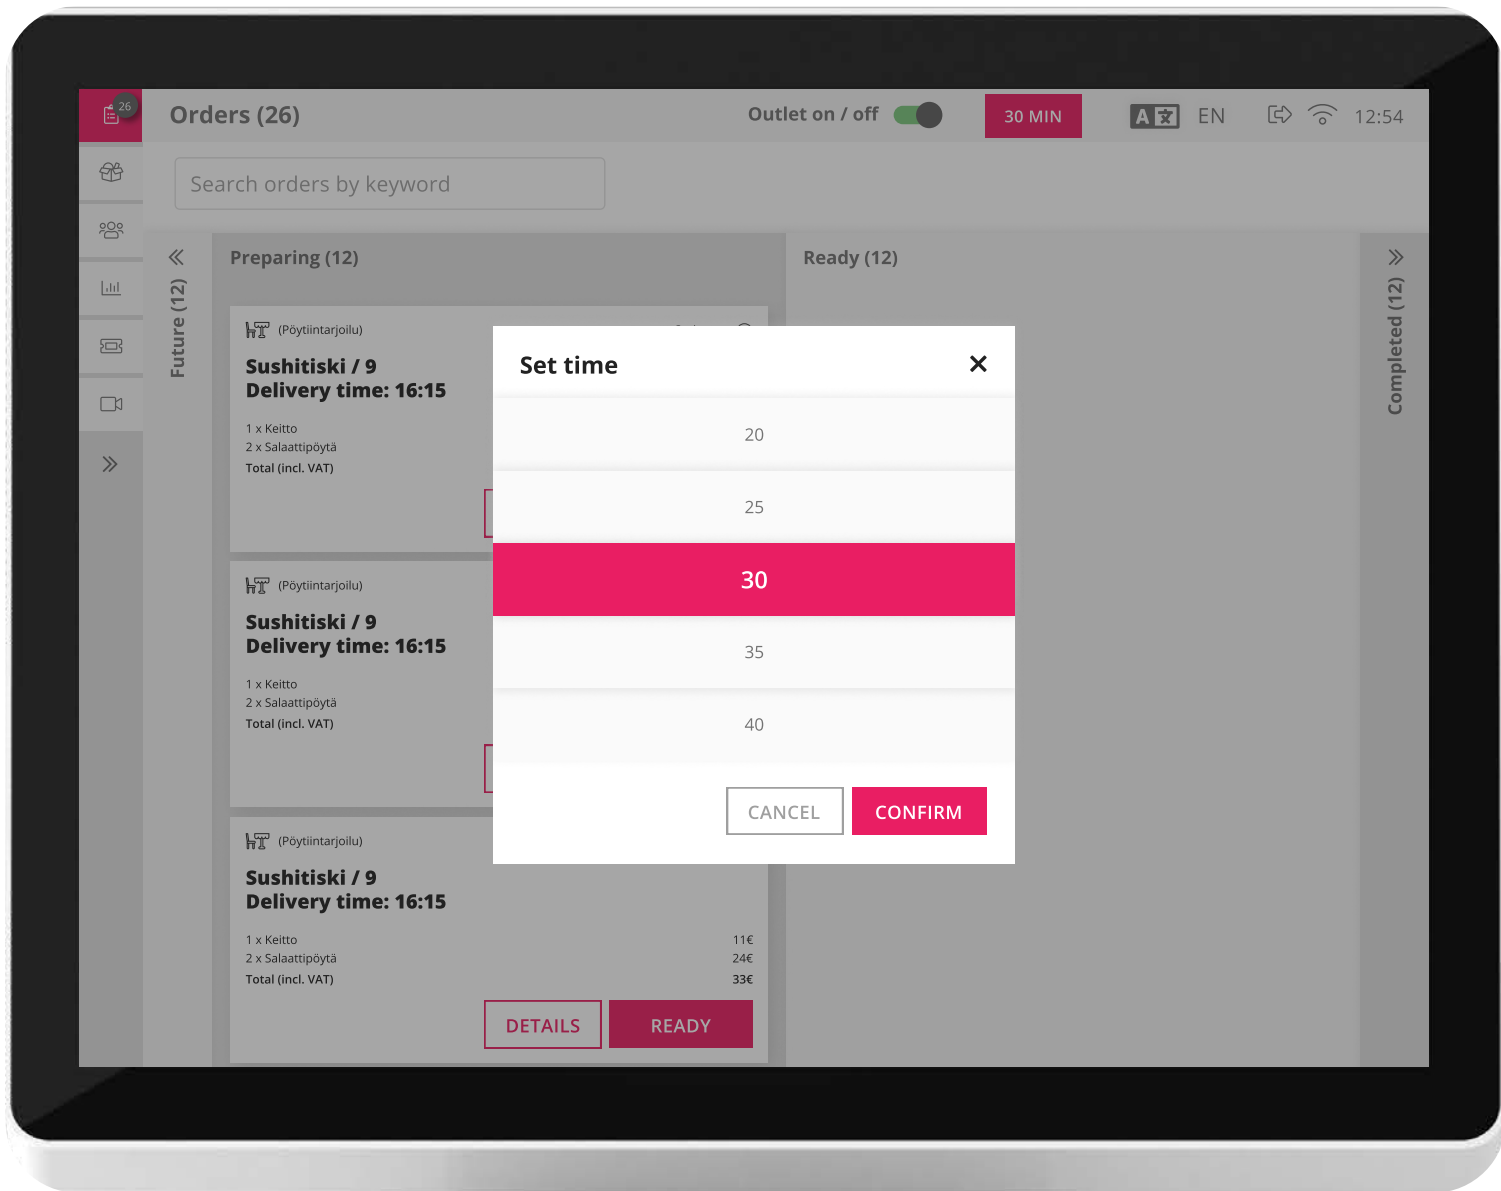 26
Orders (26)
Outlet on / off
30 MIN
A文
EN
12:54
Search orders by keyword
Future (12)
Preparing (12)
Ready (12)
Completed (12)
(Pöytiintarjoilu)
Sushitiski / 9
Delivery time: 16:15
1 x Keitto
2 x Salaattipöytä
Total (incl. VAT)
(Pöytiintarjoilu)
Sushitiski / 9
Delivery time: 16:15
1 x Keitto
2 x Salaattipöytä
Total (incl. VAT)
(Pöytiintarjoilu)
Sushitiski / 9
Delivery time: 16:15
1 x Keitto 11€
2 x Salaattipöytä 24€
Total (incl. VAT) 33€
DETAILS READY
Set time
20
25
30
35
40
CANCEL CONFIRM